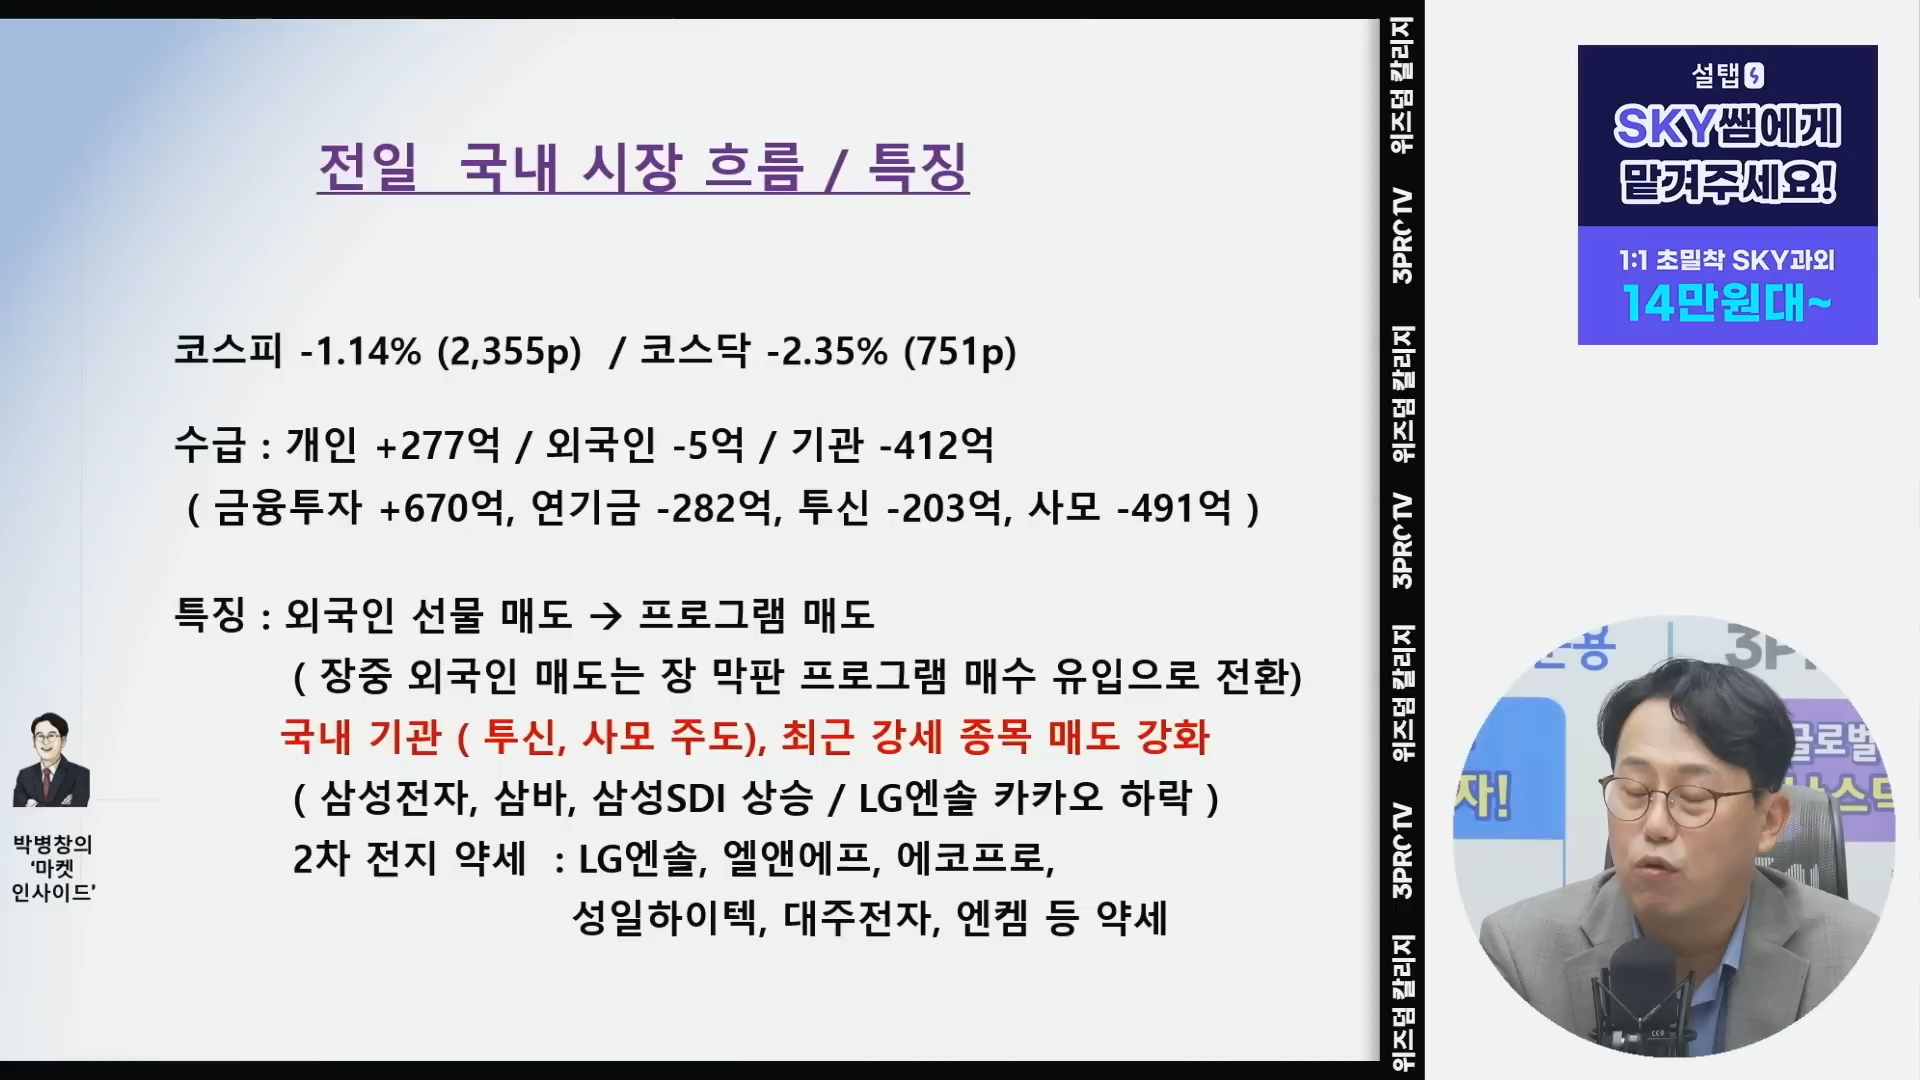 전일 국내 시장 흐름 / 특징
코스피 -1.14% (2,355p) / 코스닥 -2.35% (751p)
수급 : 개인 +277억 / 외국인 -5억 / 기관 -412억
( 금융투자 +670억, 연기금 -282억, 투신 -203억, 사모 -491억 )
특징 : 외국인 선물 매도 → 프로그램 매도
( 장중 외국인 매도는 장 막판 프로그램 매수 유입으로 전환)
국내 기관 ( 투신, 사모 주도), 최근 강세 종목 매도 강화
( 삼성전자, 삼바, 삼성SDI 상승 / LG엔솔 카카오 하락 )
2차 전지 약세 : LG엔솔, 엘앤에프, 에코프로,
성일하이텍, 대주전자, 엔켐 등 약세
박병창의
‘마켓
인사이드’
위즈덤 칼리지 3PROTV 위즈덤 칼리지 3PROTV 위즈덤 칼리지 3PROTV 위즈덤 칼리지
설탭
SKY쌤에게
맡겨주세요!
1:1 초밀착 SKY과외
14만원대~
글로벌
자!